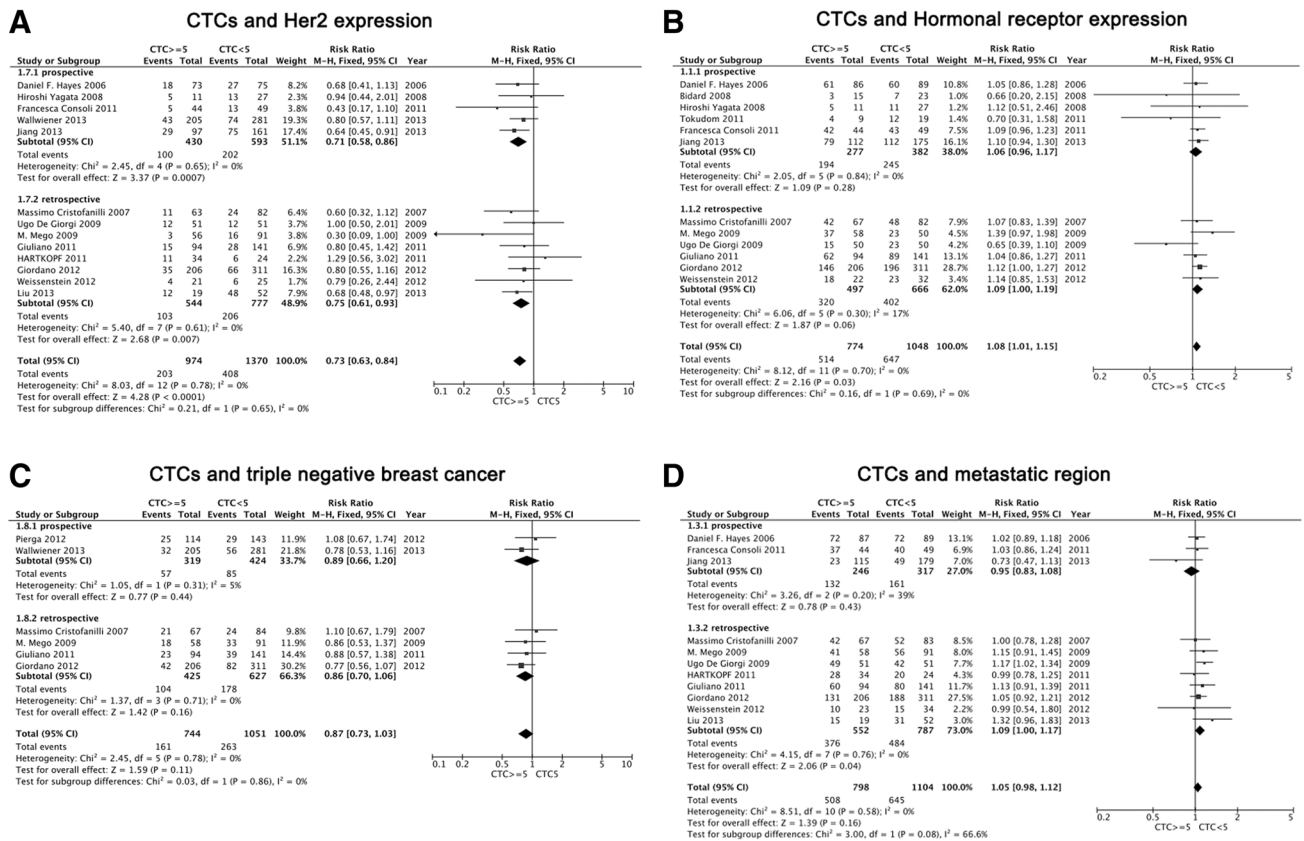 A CTCs and Her2 expression
CTC>=5 CTC<5 Risk Ratio Risk Ratio
Study or Subgroup Events Total Events Total Weight M-H, Fixed, 95% CI Year M-H, Fixed, 95% CI
1.7.1 prospective
Daniel F. Hayes 2006 18 73 27 75 8.2% 0.68 [0.41, 1.13] 2006
Hiroshi Yagata 2008 5 11 13 27 2.3% 0.94 [0.44, 2.01] 2008
Francesca Consoli 2011 5 44 13 49 3.8% 0.43 [0.17, 1.10] 2011
Wallwiener 2013 43 205 74 281 19.4% 0.80 [0.57, 1.11] 2013
Jiang 2013 29 97 75 161 17.4% 0.64 [0.45, 0.91] 2013
Subtotal (95% CI) 430 593 51.1% 0.71 [0.58, 0.86]
Total events 100 202
Heterogeneity: Chi² = 2.45, df = 4 (P = 0.65); I² = 0%
Test for overall effect: Z = 3.37 (P = 0.0007)
1.7.2 retrospective
Massimo Cristofanilli 2007 11 63 24 82 6.4% 0.60 [0.32, 1.12] 2007
Ugo De Giorgi 2009 12 51 12 51 3.7% 1.00 [0.50, 2.01] 2009
M. Mego 2009 3 56 16 91 3.8% 0.30 [0.09, 1.00] 2009
Giuliano 2011 15 94 28 141 6.9% 0.80 [0.45, 1.42] 2011
HARTKOPF 2011 11 34 6 24 2.2% 1.29 [0.56, 3.02] 2011
Giordano 2012 35 206 66 311 16.3% 0.80 [0.55, 1.16] 2012
Weissenstein 2012 4 21 6 25 1.7% 0.79 [0.26, 2.44] 2012
Liu 2013 12 19 48 52 7.9% 0.68 [0.48, 0.97] 2013
Subtotal (95% CI) 544 777 48.9% 0.75 [0.61, 0.93]
Total events 103 206
Heterogeneity: Chi² = 5.40, df = 7 (P = 0.61); I² = 0%
Test for overall effect: Z = 2.68 (P = 0.007)
Total (95% CI) 974 1370 100.0% 0.73 [0.63, 0.84]
Total events 203 408
Heterogeneity: Chi² = 8.03, df = 12 (P = 0.78); I² = 0%
Test for overall effect: Z = 4.28 (P < 0.0001)
Test for subgroup differences: Chi² = 0.21, df = 1 (P = 0.65), I² = 0%
0.1 0.2 0.5 1 2 5 10
CTC>=5 CTC5
B CTCs and Hormonal receptor expression
CTC>=5 CTC<5 Risk Ratio Risk Ratio
Study or Subgroup Events Total Events Total Weight M-H, Fixed, 95% CI Year M-H, Fixed, 95% CI
1.1.1 prospective
Daniel F. Hayes 2006 61 86 60 89 10.8% 1.05 [0.86, 1.28] 2006
Bidard 2008 3 15 7 23 1.0% 0.66 [0.20, 2.15] 2008
Hiroshi Yagata 2008 5 11 11 27 1.2% 1.12 [0.51, 2.46] 2008
Tokudom 2011 4 9 12 19 1.4% 0.70 [0.31, 1.58] 2011
Francesca Consoli 2011 42 44 43 49 7.5% 1.09 [0.96, 1.23] 2011
Jiang 2013 79 112 112 175 16.1% 1.10 [0.94, 1.30] 2013
Subtotal (95% CI) 277 382 38.0% 1.06 [0.96, 1.17]
Total events 194 245
Heterogeneity: Chi² = 2.05, df = 5 (P = 0.84); I² = 0%
Test for overall effect: Z = 1.09 (P = 0.28)
1.1.2 retrospective
Massimo Cristofanilli 2007 42 67 48 82 7.9% 1.07 [0.83, 1.39] 2007
M. Mego 2009 37 58 23 50 4.5% 1.39 [0.97, 1.98] 2009
Ugo De Giorgi 2009 15 50 23 50 4.2% 0.65 [0.39, 1.10] 2009
Giuliano 2011 62 94 89 141 13.1% 1.04 [0.86, 1.27] 2011
Giordano 2012 146 206 196 311 28.7% 1.12 [1.00, 1.27] 2012
Weissenstein 2012 18 22 23 32 3.4% 1.14 [0.85, 1.53] 2012
Subtotal (95% CI) 497 666 62.0% 1.09 [1.00, 1.19]
Total events 320 402
Heterogeneity: Chi² = 6.06, df = 5 (P = 0.30); I² = 17%
Test for overall effect: Z = 1.87 (P = 0.06)
Total (95% CI) 774 1048 100.0% 1.08 [1.01, 1.15]
Total events 514 647
Heterogeneity: Chi² = 8.12, df = 11 (P = 0.70); I² = 0%
Test for overall effect: Z = 2.16 (P = 0.03)
Test for subgroup differences: Chi² = 0.16, df = 1 (P = 0.69), I² = 0%
0.2 0.5 1 2 5
CTC>=5 CTC<5
C CTCs and triple negative breast cancer
CTC>=5 CTC<5 Risk Ratio Risk Ratio
Study or Subgroup Events Total Events Total Weight M-H, Fixed, 95% CI Year M-H, Fixed, 95% CI
1.8.1 prospective
Pierga 2012 25 114 29 143 11.9% 1.08 [0.67, 1.74] 2012
Wallwiener 2013 32 205 56 281 21.8% 0.78 [0.53, 1.16] 2013
Subtotal (95% CI) 319 424 33.7% 0.89 [0.66, 1.20]
Total events 57 85
Heterogeneity: Chi² = 1.05, df = 1 (P = 0.31); I² = 5%
Test for overall effect: Z = 0.77 (P = 0.44)
1.8.2 retrospective
Massimo Cristofanilli 2007 21 67 24 84 9.8% 1.10 [0.67, 1.79] 2007
M. Mego 2009 18 58 33 91 11.9% 0.86 [0.53, 1.37] 2009
Giuliano 2011 23 94 39 141 14.4% 0.88 [0.57, 1.38] 2011
Giordano 2012 42 206 82 311 30.2% 0.77 [0.56, 1.07] 2012
Subtotal (95% CI) 425 627 66.3% 0.86 [0.70, 1.06]
Total events 104 178
Heterogeneity: Chi² = 1.37, df = 3 (P = 0.71); I² = 0%
Test for overall effect: Z = 1.42 (P = 0.16)
Total (95% CI) 744 1051 100.0% 0.87 [0.73, 1.03]
Total events 161 263
Heterogeneity: Chi² = 2.45, df = 5 (P = 0.78); I² = 0%
Test for overall effect: Z = 1.59 (P = 0.11)
Test for subgroup differences: Chi² = 0.03, df = 1 (P = 0.86), I² = 0%
0.1 0.2 0.5 1 2 5 10
CTC>=5 CTC5
D CTCs and metastatic region
CTC>=5 CTC<5 Risk Ratio Risk Ratio
Study or Subgroup Events Total Events Total Weight M-H, Fixed, 95% CI Year M-H, Fixed, 95% CI
1.3.1 prospective
Daniel F. Hayes 2006 72 87 72 89 13.1% 1.02 [0.89, 1.18] 2006
Francesca Consoli 2011 37 44 40 49 6.9% 1.03 [0.86, 1.24] 2011
Jiang 2013 23 115 49 179 7.0% 0.73 [0.47, 1.13] 2013
Subtotal (95% CI) 246 317 27.0% 0.95 [0.83, 1.08]
Total events 132 161
Heterogeneity: Chi² = 3.26, df = 2 (P = 0.20); I² = 39%
Test for overall effect: Z = 0.78 (P = 0.43)
1.3.2 retrospective
Massimo Cristofanilli 2007 42 67 52 83 8.5% 1.00 [0.78, 1.28] 2007
M. Mego 2009 41 58 56 91 8.0% 1.15 [0.91, 1.45] 2009
Ugo De Giorgi 2009 49 51 42 51 7.7% 1.17 [1.02, 1.34] 2009
HARTKOPF 2011 28 34 20 24 4.3% 0.99 [0.78, 1.25] 2011
Giuliano 2011 60 94 80 141 11.7% 1.13 [0.91, 1.39] 2011
Giordano 2012 131 206 188 311 27.5% 1.05 [0.92, 1.21] 2012
Weissenstein 2012 10 23 15 34 2.2% 0.99 [0.54, 1.80] 2012
Liu 2013 15 19 31 52 3.0% 1.32 [0.96, 1.83] 2013
Subtotal (95% CI) 552 787 73.0% 1.09 [1.00, 1.17]
Total events 376 484
Heterogeneity: Chi² = 4.15, df = 7 (P = 0.76); I² = 0%
Test for overall effect: Z = 2.06 (P = 0.04)
Total (95% CI) 798 1104 100.0% 1.05 [0.98, 1.12]
Total events 508 645
Heterogeneity: Chi² = 8.51, df = 10 (P = 0.58); I² = 0%
Test for overall effect: Z = 1.39 (P = 0.16)
Test for subgroup differences: Chi² = 3.00, df = 1 (P = 0.08), I² = 66.6%
0.2 0.5 1 2 5
CTC>=5 CTC<5